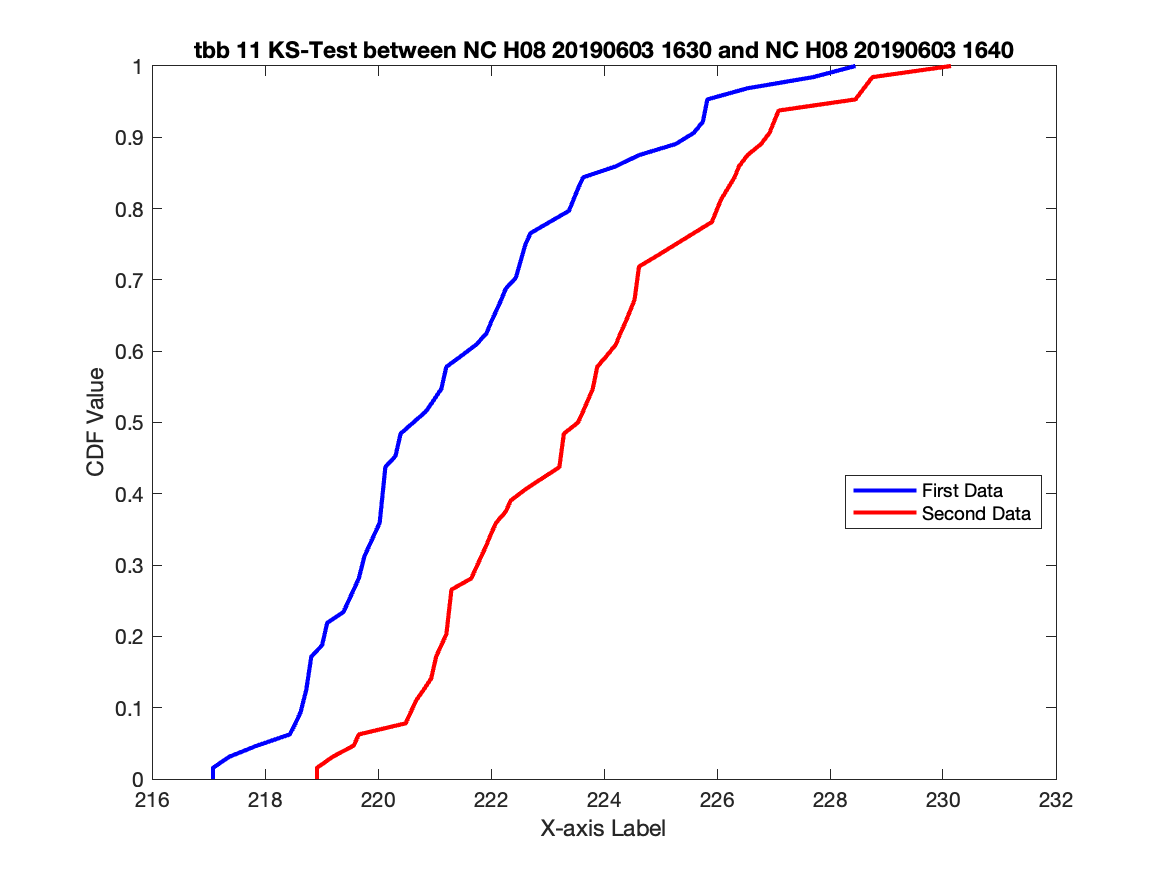 tbb 11 KS-Test between NC H08 20190603 1630 and NC H08 20190603 1640
1
0.9
0.8
0.7
0.6
0.5
0.4
0.3
0.2
0.1
0
CDF Value
First Data
Second Data
216 218 220 222 224 226 228 230 232
X-axis Label